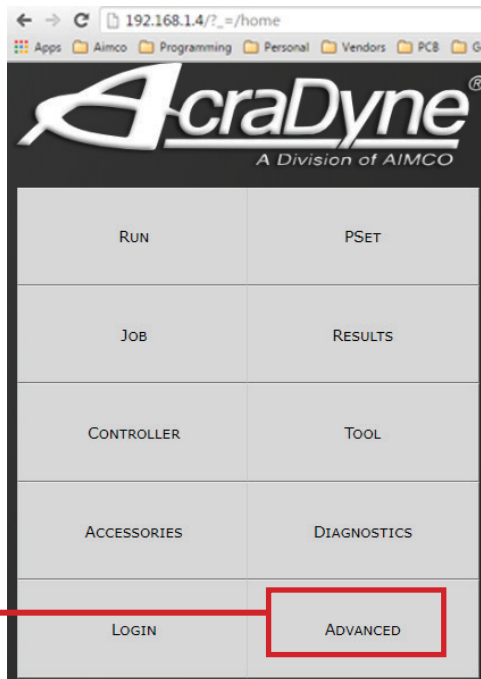 192.168.1.4/?_=/home
Apps Aimco Programming Personal Vendors PCB G
AcraDyne®
A Division of AIMCO
RUN PSET
JOB RESULTS
CONTROLLER TOOL
ACCESSORIES DIAGNOSTICS
LOGIN ADVANCED